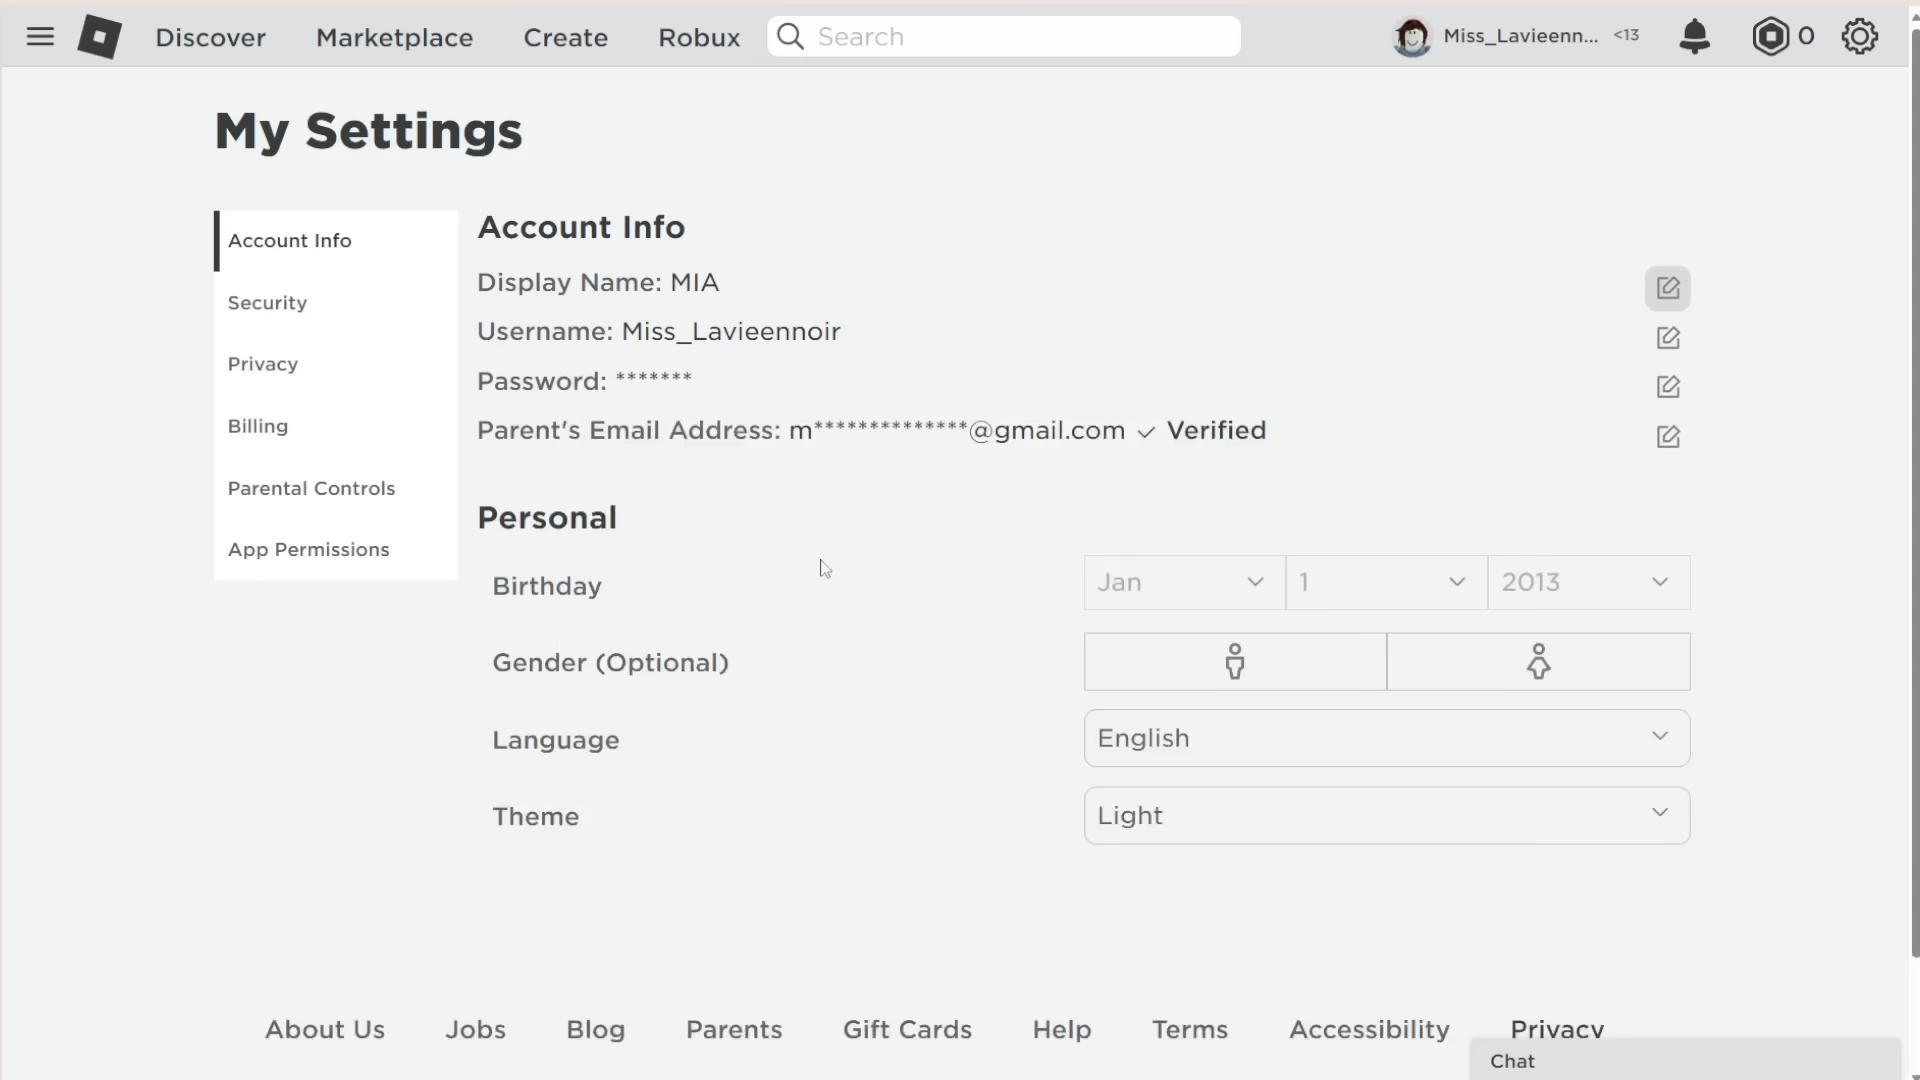 Discover Marketplace Create Robux Search Miss_Lavieenn... <13 0
My Settings
Account Info
Security
Privacy
Billing
Parental Controls
App Permissions
Account Info
Display Name: MIA
Username: Miss_Lavieennoir
Password: *******
Parent's Email Address: m**************@gmail.com ✓ Verified
Personal
Birthday Jan 1 2013
Gender (Optional)
Language English
Theme Light
About Us Jobs Blog Parents Gift Cards Help Terms Accessibility Privacy
Chat